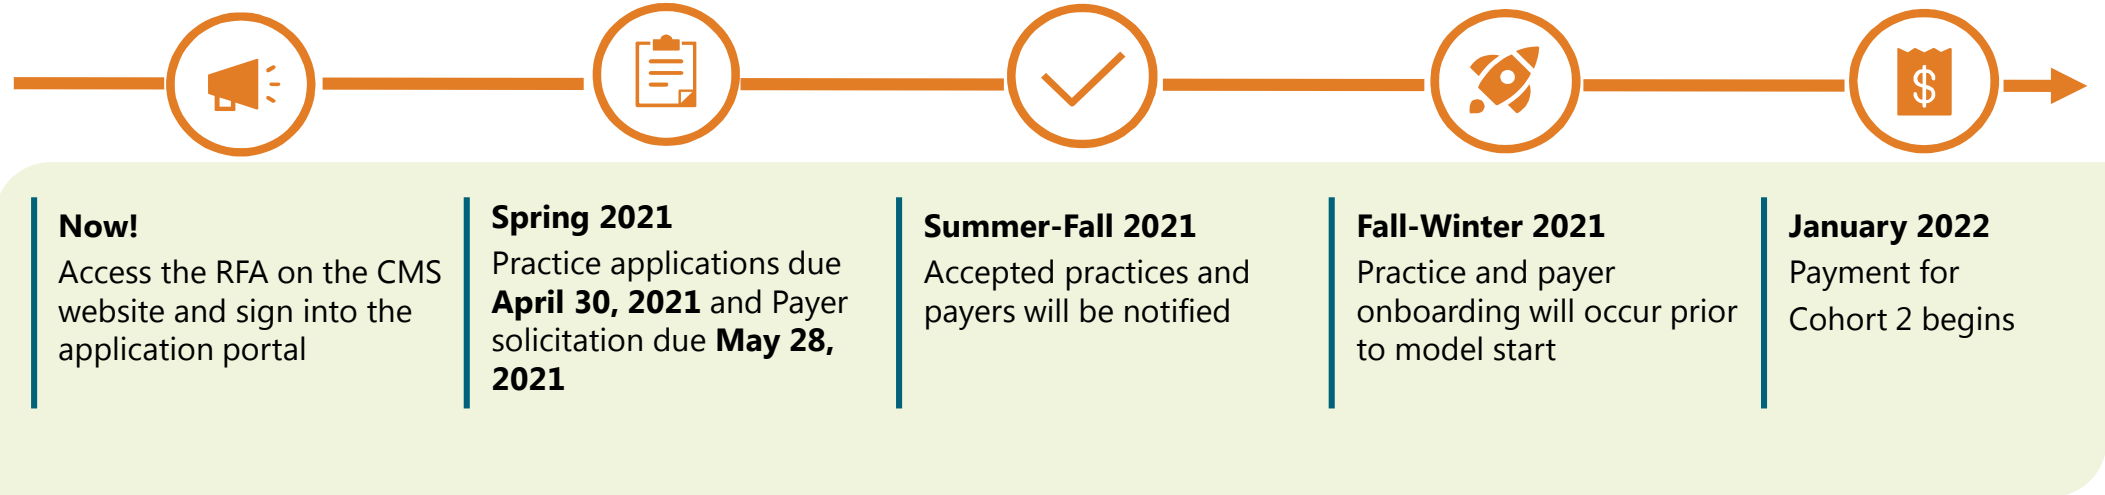 Now!
Access the RFA on the CMS
website and sign into the
application portal
Spring 2021
Practice applications due
April 30, 2021 and Payer
solicitation due May 28,
2021
Summer-Fall 2021
Accepted practices and
payers will be notified
Fall-Winter 2021
Practice and payer
onboarding will occur prior
to model start
$
January 2022
Payment for
Cohort 2 begins